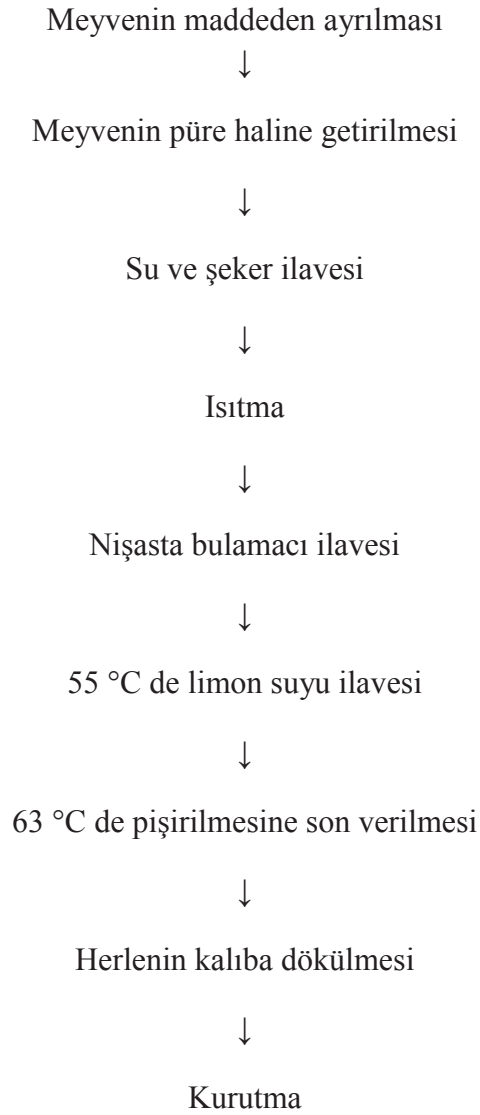 Meyvenin maddeden ayrılması
↓
Meyvenin püre haline getirilmesi
↓
Su ve şeker ilavesi
↓
Isıtma
↓
Nişasta bulamacı ilavesi
↓
55 °C de limon suyu ilavesi
↓
63 °C de pişirilmesine son verilmesi
↓
Herlenin kalıba dökülmesi
↓
Kurutma